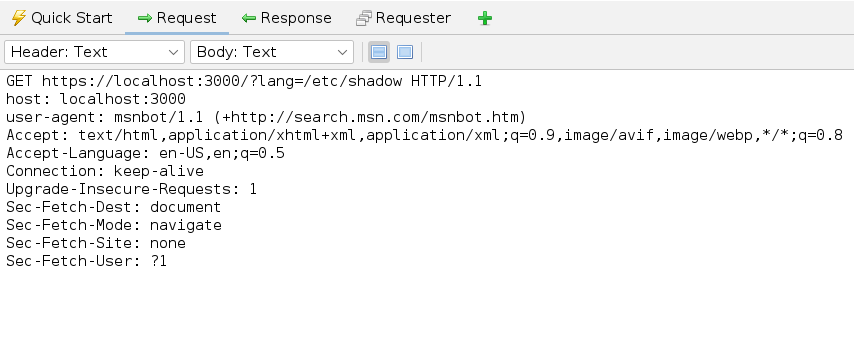 Quick Start Request Response Requester
Header: Text Body: Text
GET https://localhost:3000/?lang=/etc/shadow HTTP/1.1
host: localhost:3000
user-agent: msnbot/1.1 (+http://search.msn.com/msnbot.htm)
Accept: text/html,application/xhtml+xml,application/xml;q=0.9,image/avif,image/webp,*/*;q=0.8
Accept-Language: en-US,en;q=0.5
Connection: keep-alive
Upgrade-Insecure-Requests: 1
Sec-Fetch-Dest: document
Sec-Fetch-Mode: navigate
Sec-Fetch-Site: none
Sec-Fetch-User: ?1